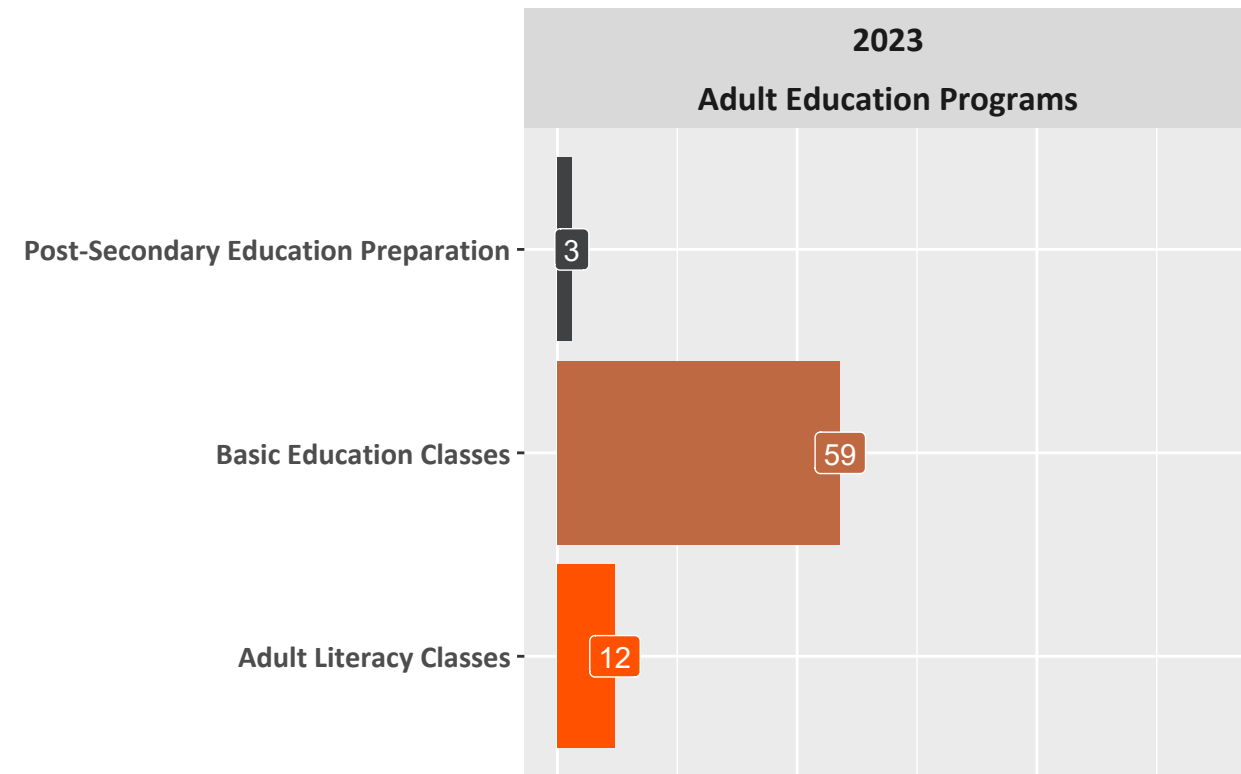 2023
Adult Education Programs
Post-Secondary Education Preparation
3
Basic Education Classes
59
Adult Literacy Classes
12